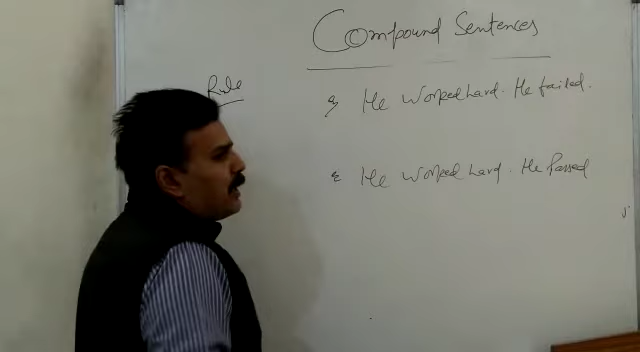 Compound Sentences
Rule
He worked hard. He failed.
He worked hard. He Passed